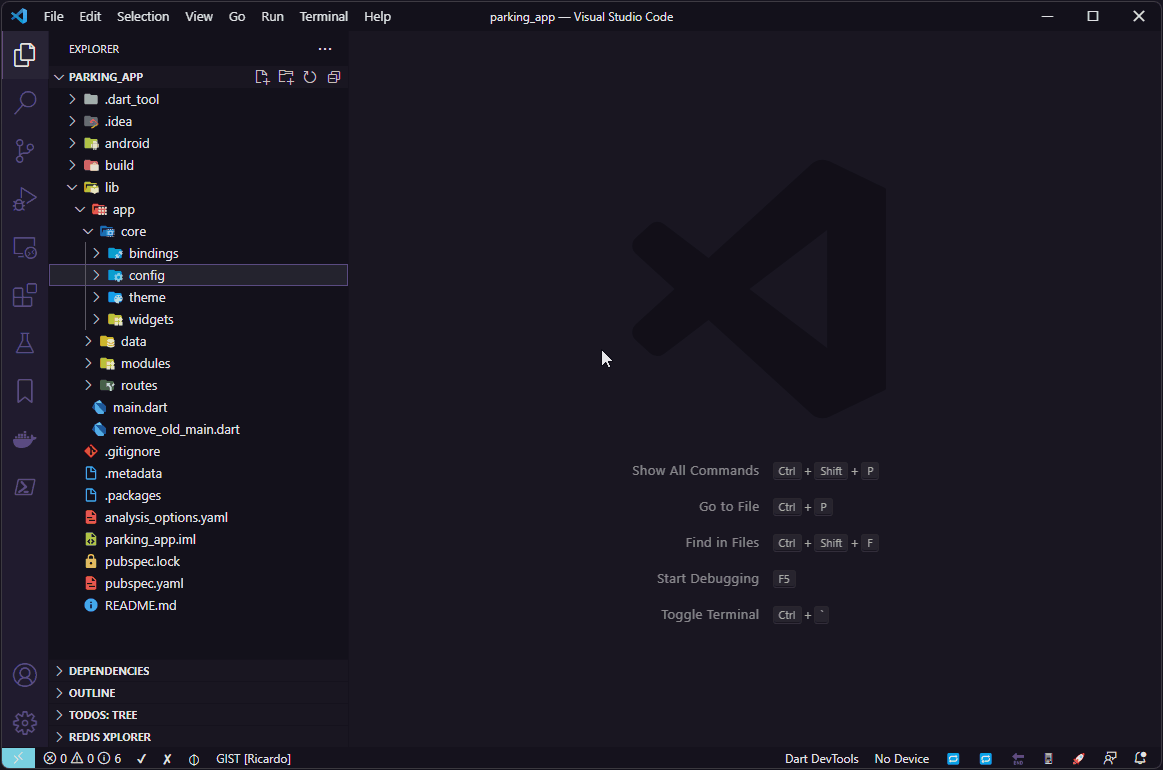 File Edit Selection View Go Run Terminal Help parking_app — Visual Studio Code
EXPLORER
PARKING_APP
.dart_tool
.idea
android
build
lib
app
core
bindings
config
theme
widgets
data
modules
routes
main.dart
remove_old_main.dart
.gitignore
.metadata
.packages
analysis_options.yaml
parking_app.iml
pubspec.lock
pubspec.yaml
README.md
DEPENDENCIES
OUTLINE
TODOS: TREE
REDIS XPLORER
Show All Commands Ctrl + Shift + P
Go to File Ctrl + P
Find in Files Ctrl + Shift + F
Start Debugging F5
Toggle Terminal Ctrl + `
0 0 6 GIST [Ricardo] Dart DevTools No Device